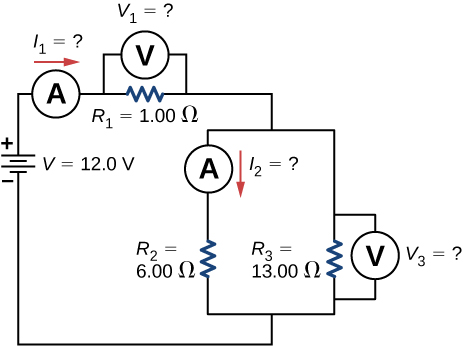 V₁ = ?
I₁ = ?
V
A
R₁ = 1.00 Ω
+
V = 12.0 V
–
A
I₂ = ?
R₂ =
6.00 Ω
R₃ =
13.00 Ω
V
V₃ = ?